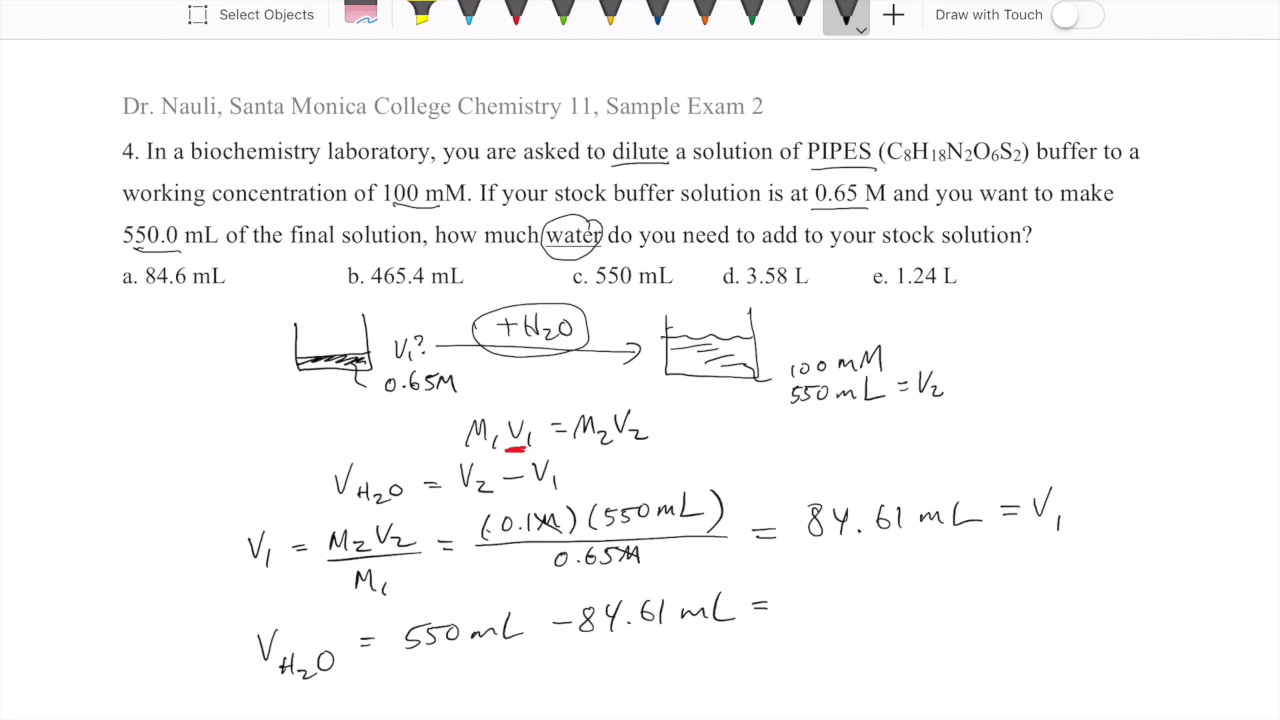 Select Objects
Draw with Touch
Dr. Nauli, Santa Monica College Chemistry 11, Sample Exam 2
4. In a biochemistry laboratory, you are asked to dilute a solution of PIPES (C₈H₁₈N₂O₆S₂) buffer to a
working concentration of 100 mM. If your stock buffer solution is at 0.65 M and you want to make
550.0 mL of the final solution, how much water do you need to add to your stock solution?
a. 84.6 mL b. 465.4 mL c. 550 mL d. 3.58 L e. 1.24 L
V₁? + H₂O
0.65M
100 mM
550 mL = V₂
M₁ V₁ = M₂V₂
V H₂O = V₂ − V₁
V₁ = M₂V₂ / M₁ = (0.1M) (550 mL) / 0.65M = 84.61 mL = V₁
V H₂O = 550 mL − 84.61 mL =